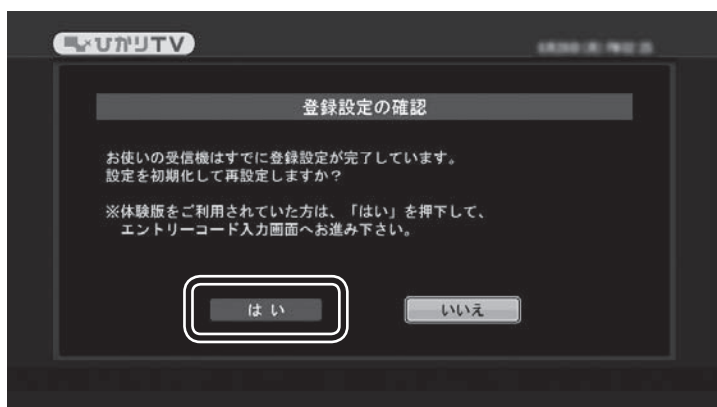 ひかりTV
登録設定の確認
お使いの受信機はすでに登録設定が完了しています。
設定を初期化して再設定しますか？
※体験版をご利用されていた方は、「はい」を押下して、
エントリーコード入力画面へお進み下さい。
はい
いいえ